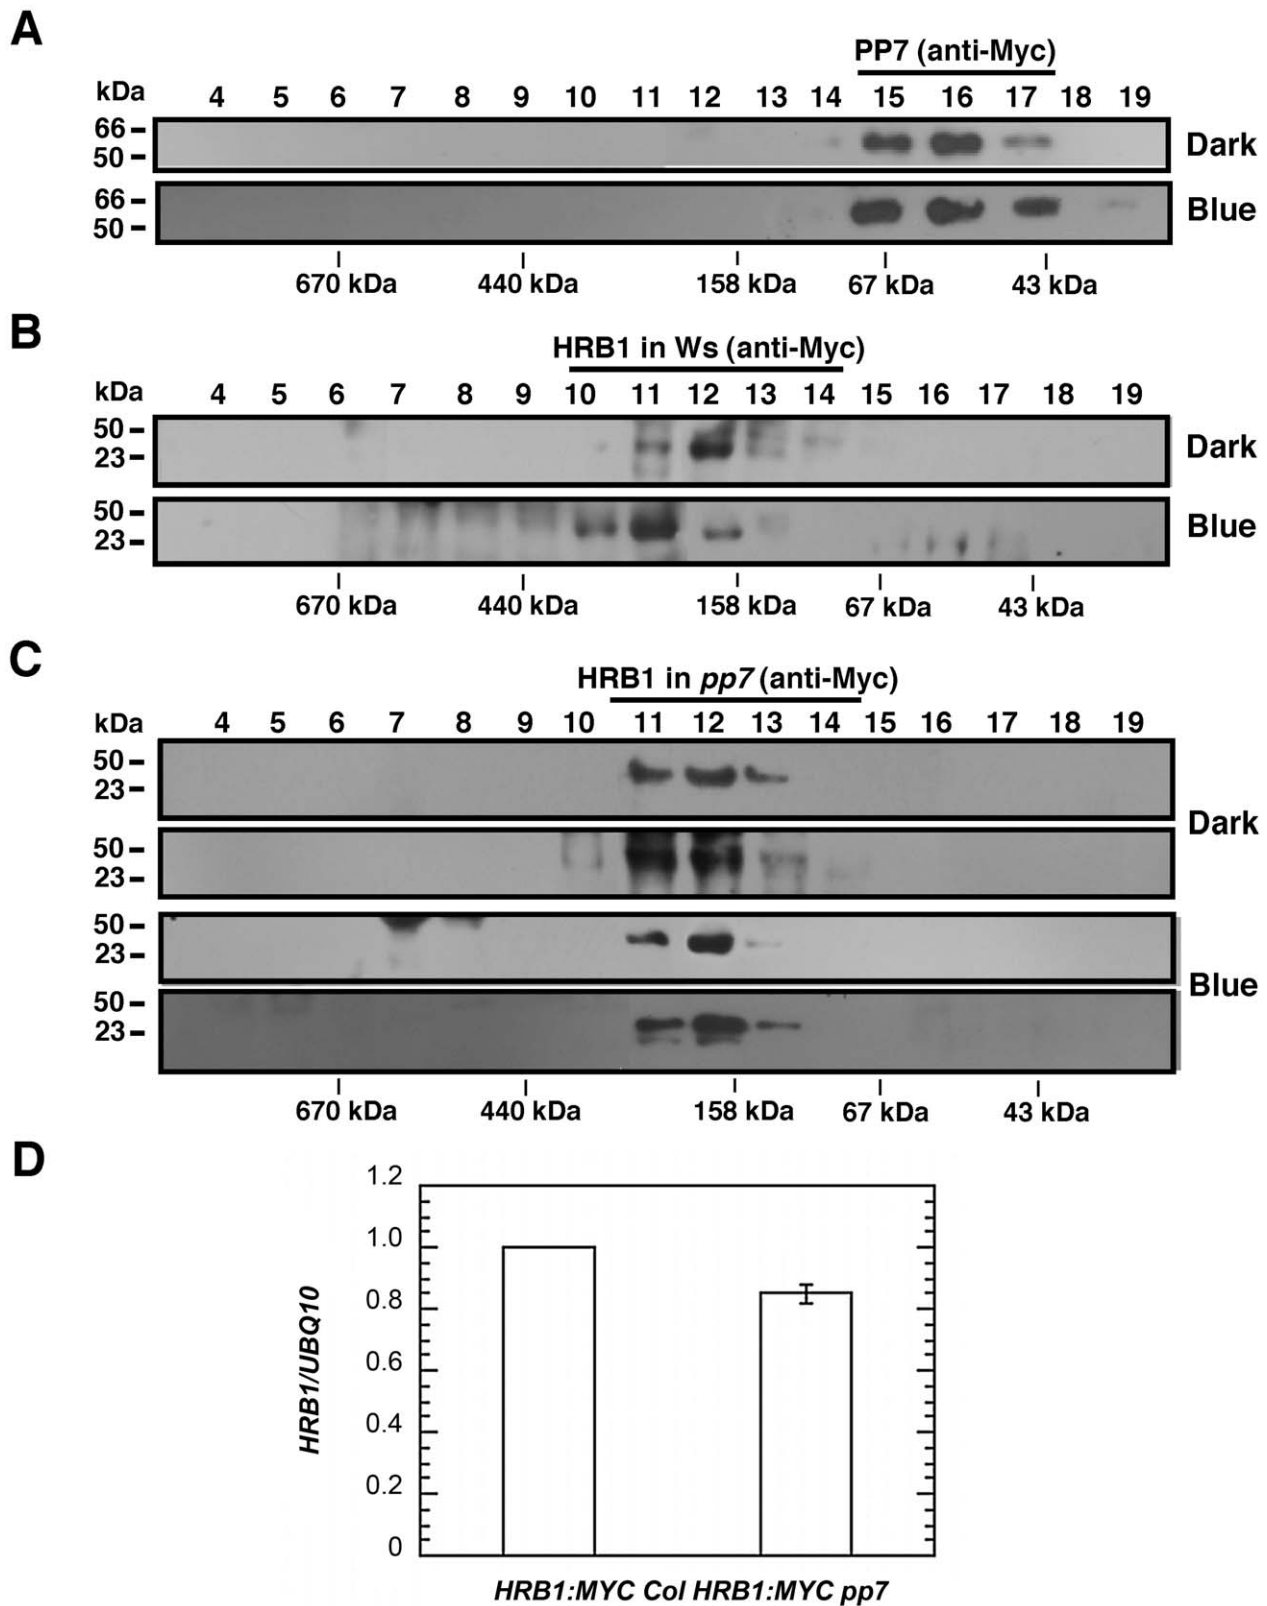 A
PP7 (anti-Myc)
kDa 4 5 6 7 8 9 10 11 12 13 14 15 16 17 18 19
66
50
Dark
66
50
Blue
670 kDa 440 kDa 158 kDa 67 kDa 43 kDa
B
HRB1 in Ws (anti-Myc)
kDa 4 5 6 7 8 9 10 11 12 13 14 15 16 17 18 19
50
23
Dark
50
23
Blue
670 kDa 440 kDa 158 kDa 67 kDa 43 kDa
C
HRB1 in pp7 (anti-Myc)
kDa 4 5 6 7 8 9 10 11 12 13 14 15 16 17 18 19
50
23
Dark
50
23
50
23
Blue
50
23
670 kDa 440 kDa 158 kDa 67 kDa 43 kDa
D
1.2
1.0
0.8
0.6
0.4
0.2
0
HRB1/UBQ10
HRB1:MYC Col HRB1:MYC pp7